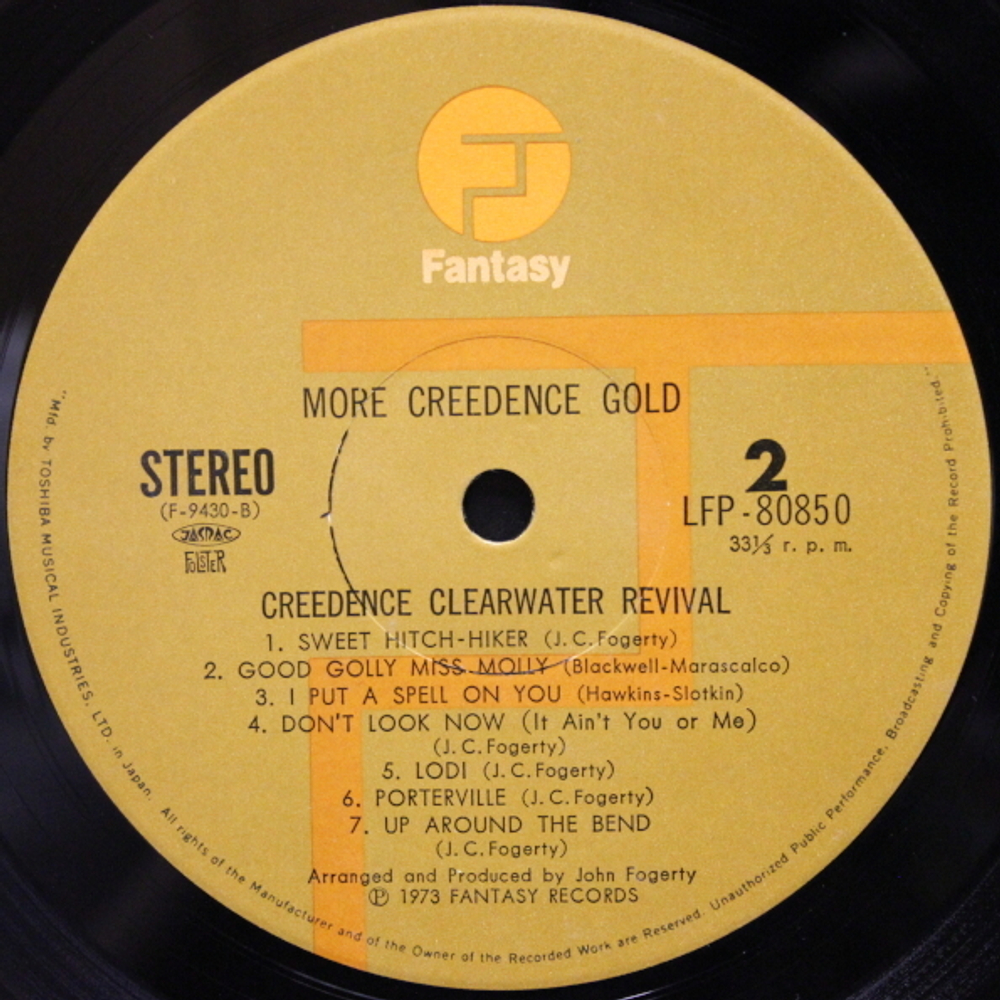 Fantasy
MORE CREEDENCE GOLD
STEREO
(F-9430-B)
JASRAC
FOLSTER
2
LFP-80850
33⅓ r. p. m.
CREEDENCE CLEARWATER REVIVAL
1. SWEET HITCH-HIKER (J. C. Fogerty)
2. GOOD GOLLY MISS MOLLY (Blackwell-Marascalco)
3. I PUT A SPELL ON YOU (Hawkins-Slotkin)
4. DON'T LOOK NOW (It Ain't You or Me)
(J. C. Fogerty)
5. LODI (J. C. Fogerty)
6. PORTERVILLE (J. C. Fogerty)
7. UP AROUND THE BEND
(J. C. Fogerty)
Arranged and Produced by John Fogerty
℗ 1973 FANTASY RECORDS
"Mfd. by TOSHIBA MUSICAL INDUSTRIES, LTD. in Japan. All rights of the Manufacturer and of the Owner of the Recorded Work are Reserved. Unauthorized Public Performance, Broadcasting and Copying of the Record Prohibited."